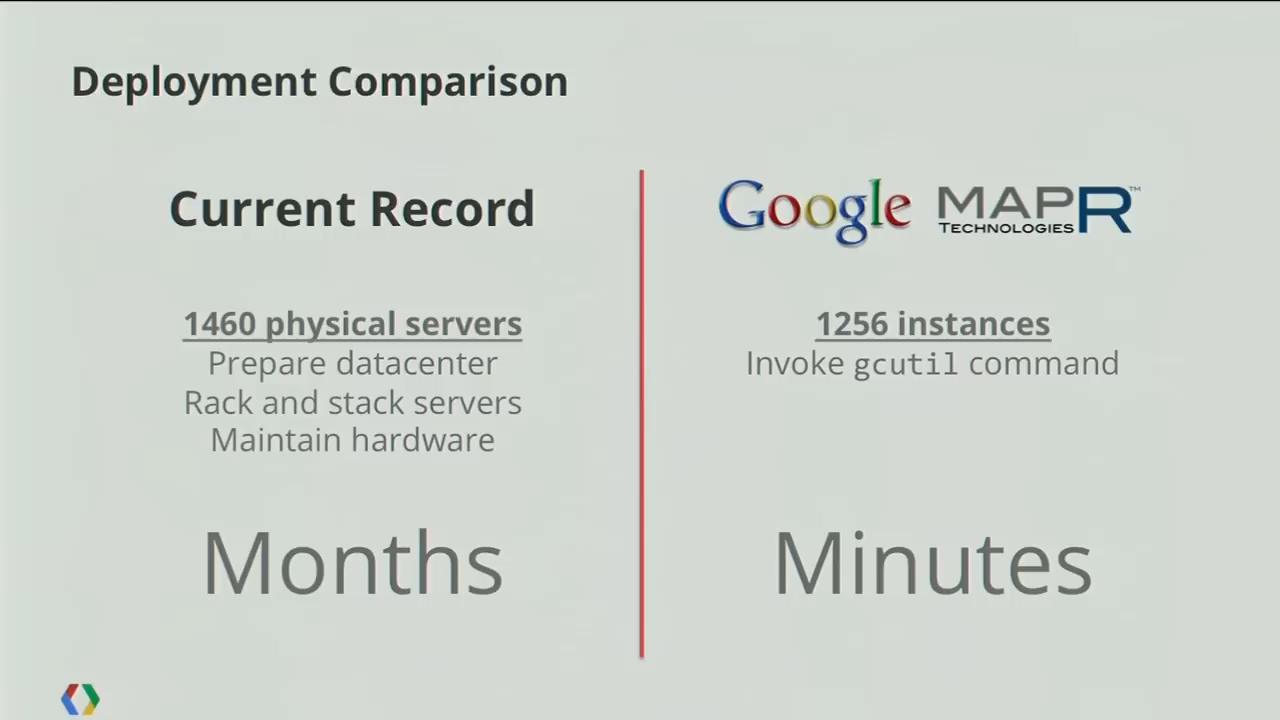 Deployment Comparison
Current Record
1460 physical servers
Prepare datacenter
Rack and stack servers
Maintain hardware
Months
Google MAPR™
TECHNOLOGIES
1256 instances
Invoke gcutil command
Minutes